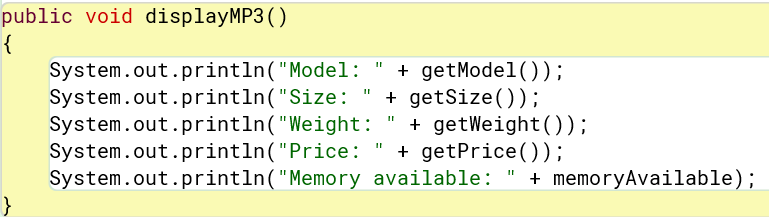 public void displayMP3()
{
    System.out.println("Model: " + getModel());
    System.out.println("Size: " + getSize());
    System.out.println("Weight: " + getWeight());
    System.out.println("Price: " + getPrice());
    System.out.println("Memory available: " + memoryAvailable);
}